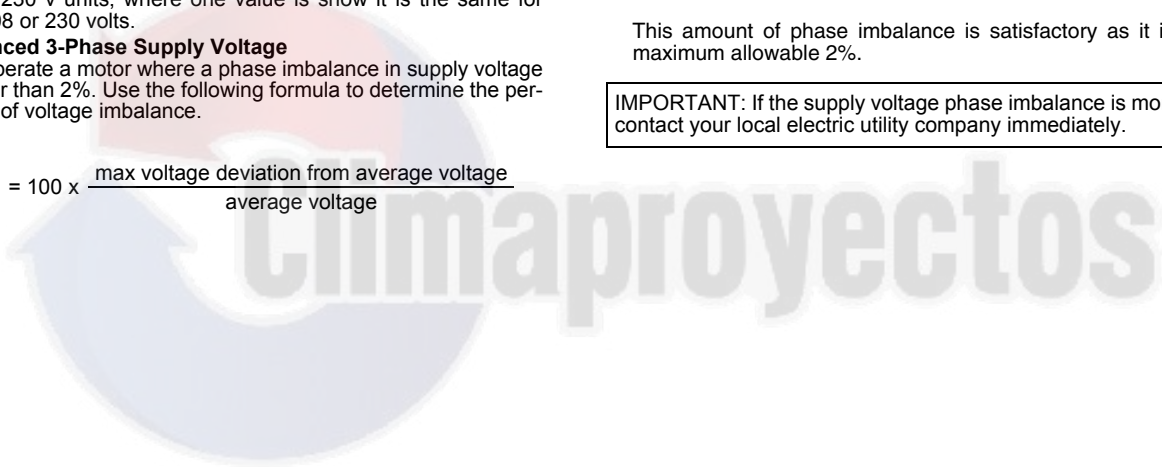 230 v units, where one value is show it is the same for
8 or 230 volts.
ced 3-Phase Supply Voltage
perate a motor where a phase imbalance in supply voltage
r than 2%. Use the following formula to determine the per-
of voltage imbalance.
= 100 x max voltage deviation from average voltage
average voltage
This amount of phase imbalance is satisfactory as it i
maximum allowable 2%.
IMPORTANT: If the supply voltage phase imbalance is mo
contact your local electric utility company immediately.
Climaproyectos